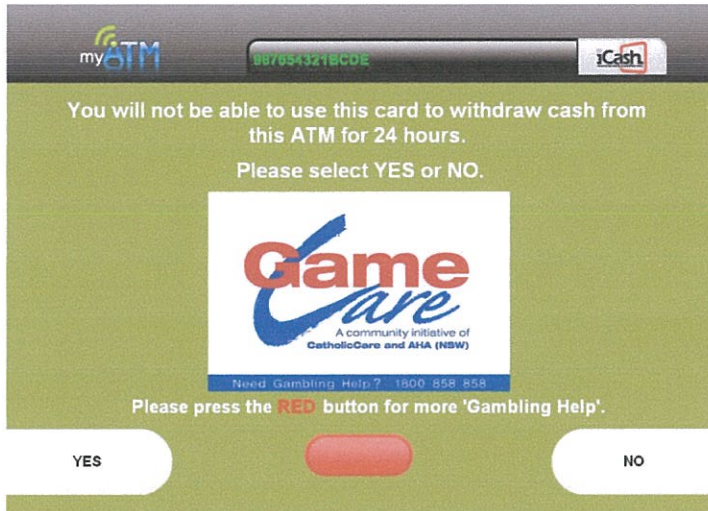 myATM
987654321BCDE
iCash
You will not be able to use this card to withdraw cash from
this ATM for 24 hours.
Please select YES or NO.
Game
Care
A community initiative of
CatholicCare and AHA (NSW)
Need Gambling Help? 1800 858 858
Please press the RED button for more 'Gambling Help'.
YES
NO